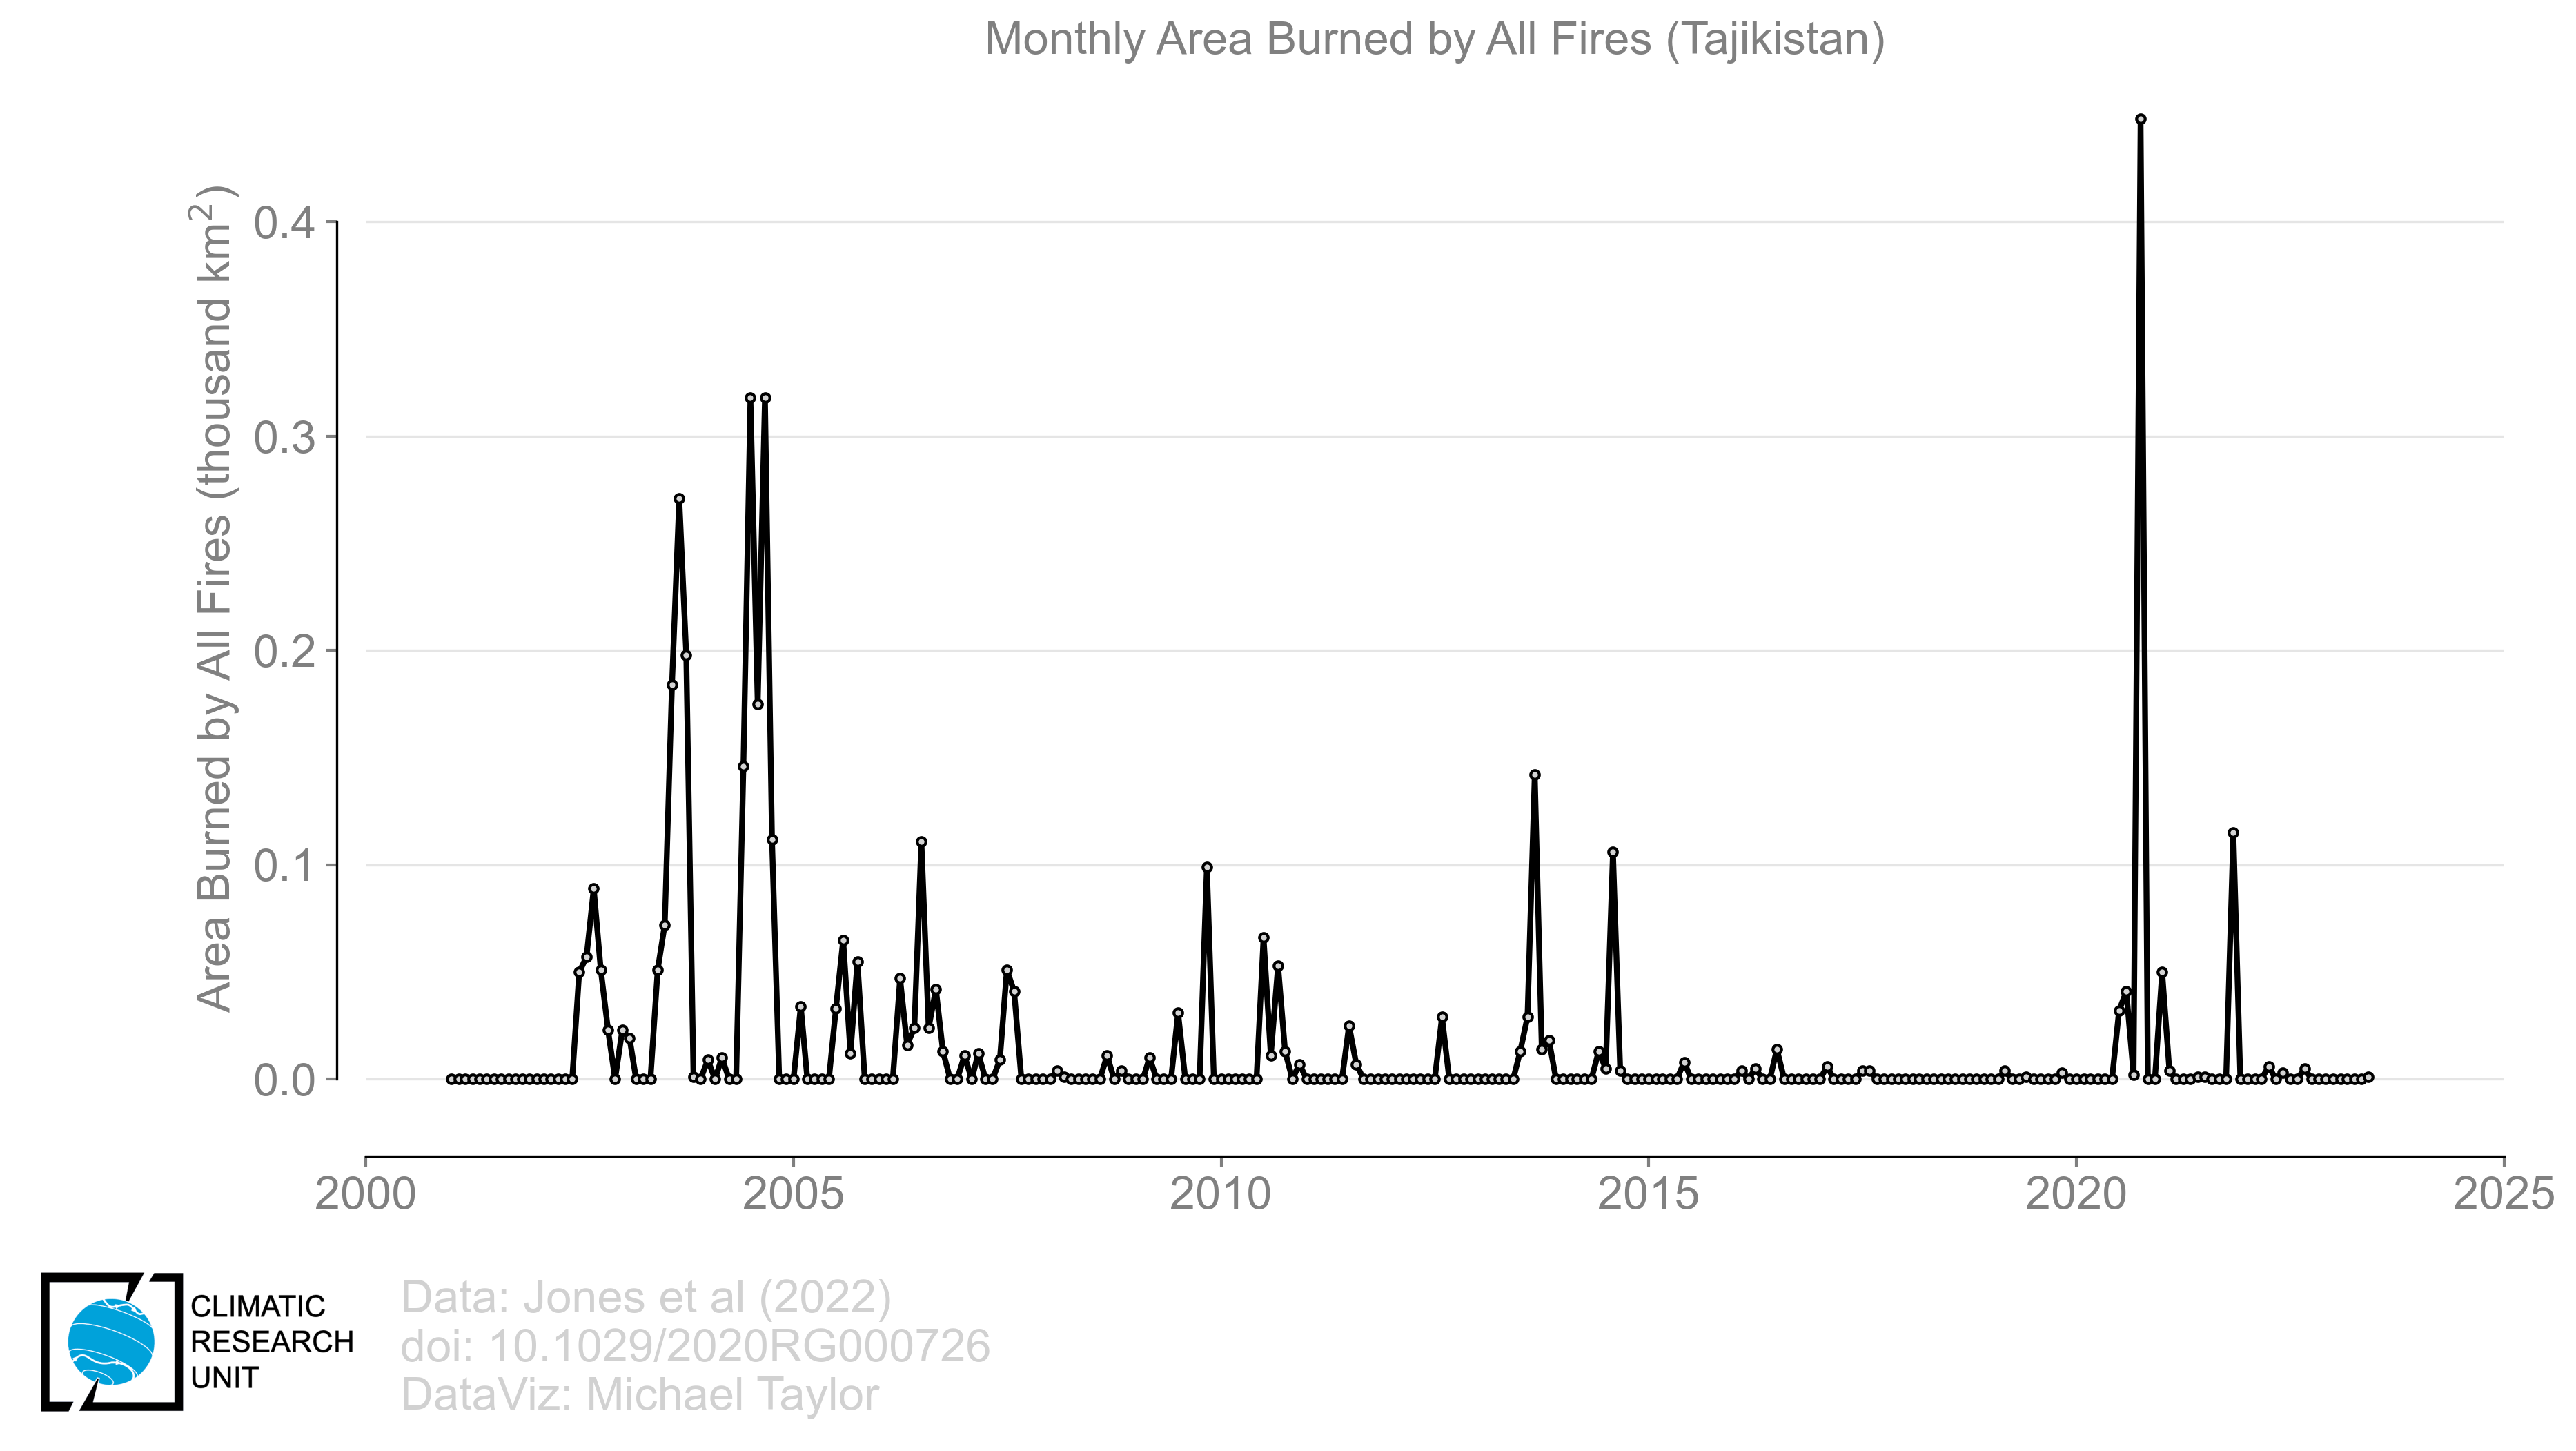 Monthly Area Burned by All Fires (Tajikistan)
Area Burned by All Fires (thousand km²)
0.4
0.3
0.2
0.1
0.0
2000 2005 2010 2015 2020 2025
CLIMATIC
RESEARCH
UNIT
Data: Jones et al (2022)
doi: 10.1029/2020RG000726
DataViz: Michael Taylor